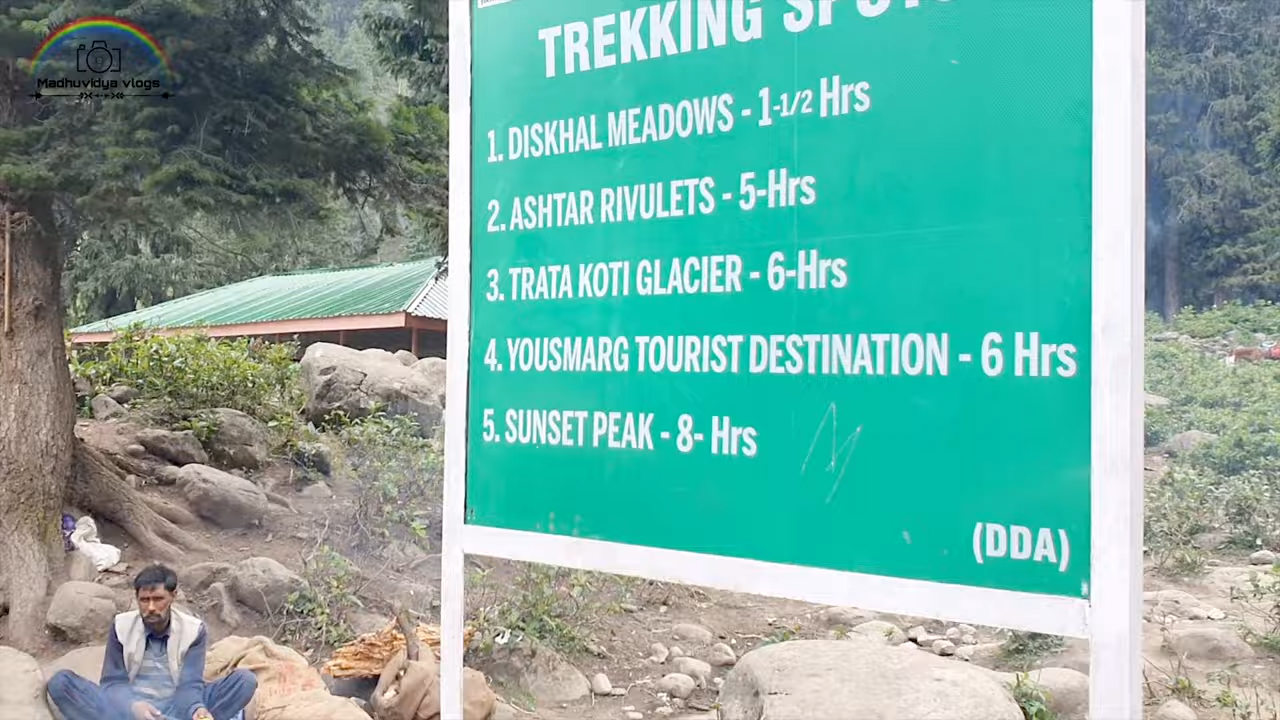 Madhuvidya vlogs
TREKKING SPOTS
1. DISKHAL MEADOWS - 1-1/2 Hrs
2. ASHTAR RIVULETS - 5-Hrs
3. TRATA KOTI GLACIER - 6-Hrs
4. YOUSMARG TOURIST DESTINATION - 6 Hrs
5. SUNSET PEAK - 8- Hrs
(DDA)